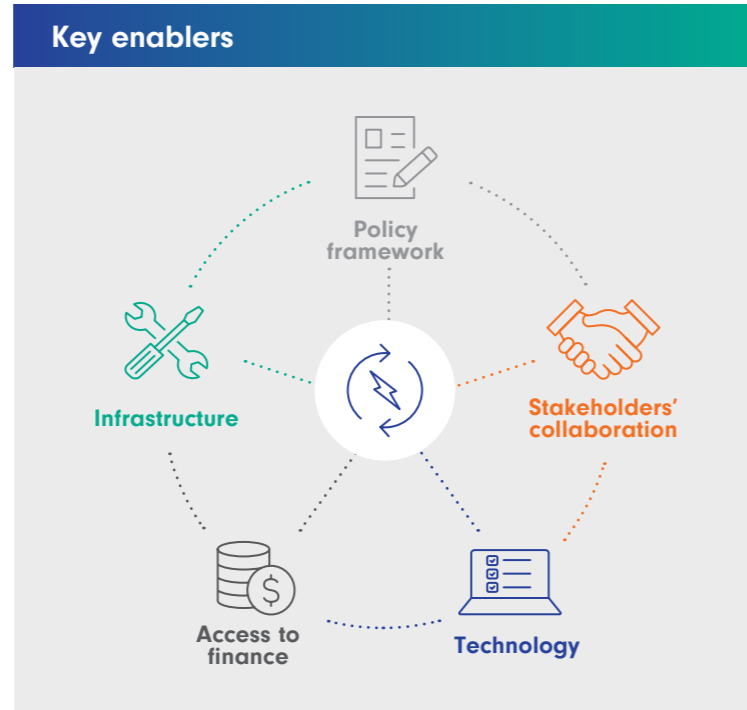 Key enablers
Policy
framework
Infrastructure
Stakeholders’
collaboration
$
Access to
finance
Technology